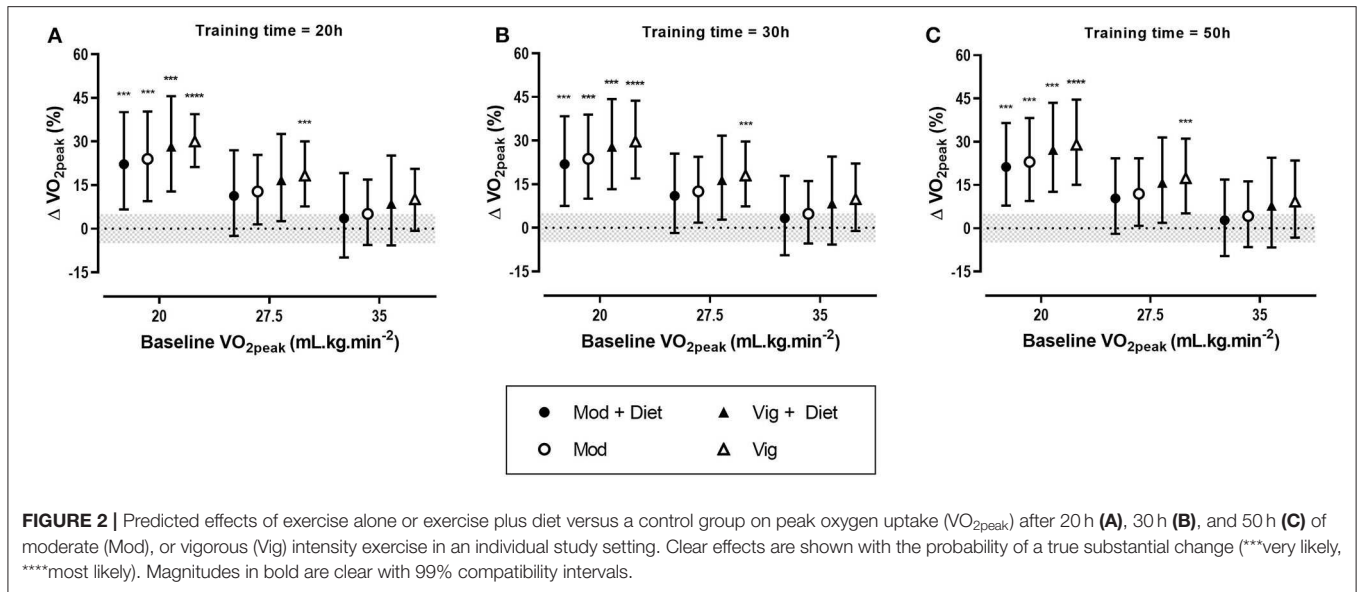 A
Training time = 20h
*** *** *** **** ***
Δ VO2peak (%)
60
45
30
15
0
-15
20 27.5 35
Baseline VO2peak (mL.kg.min-2)
B
Training time = 30h
*** *** *** **** ***
Δ VO2peak (%)
60
45
30
15
0
-15
20 27.5 35
Baseline VO2peak (mL.kg.min-2)
C
Training time = 50h
*** *** *** **** ***
Δ VO2peak (%)
60
45
30
15
0
-15
20 27.5 35
Baseline VO2peak (mL.kg.min-2)
Mod + Diet Vig + Diet
Mod Vig
FIGURE 2 | Predicted effects of exercise alone or exercise plus diet versus a control group on peak oxygen uptake (VO2peak) after 20 h (A), 30 h (B), and 50 h (C) of
moderate (Mod), or vigorous (Vig) intensity exercise in an individual study setting. Clear effects are shown with the probability of a true substantial change (***very likely,
****most likely). Magnitudes in bold are clear with 99% compatibility intervals.